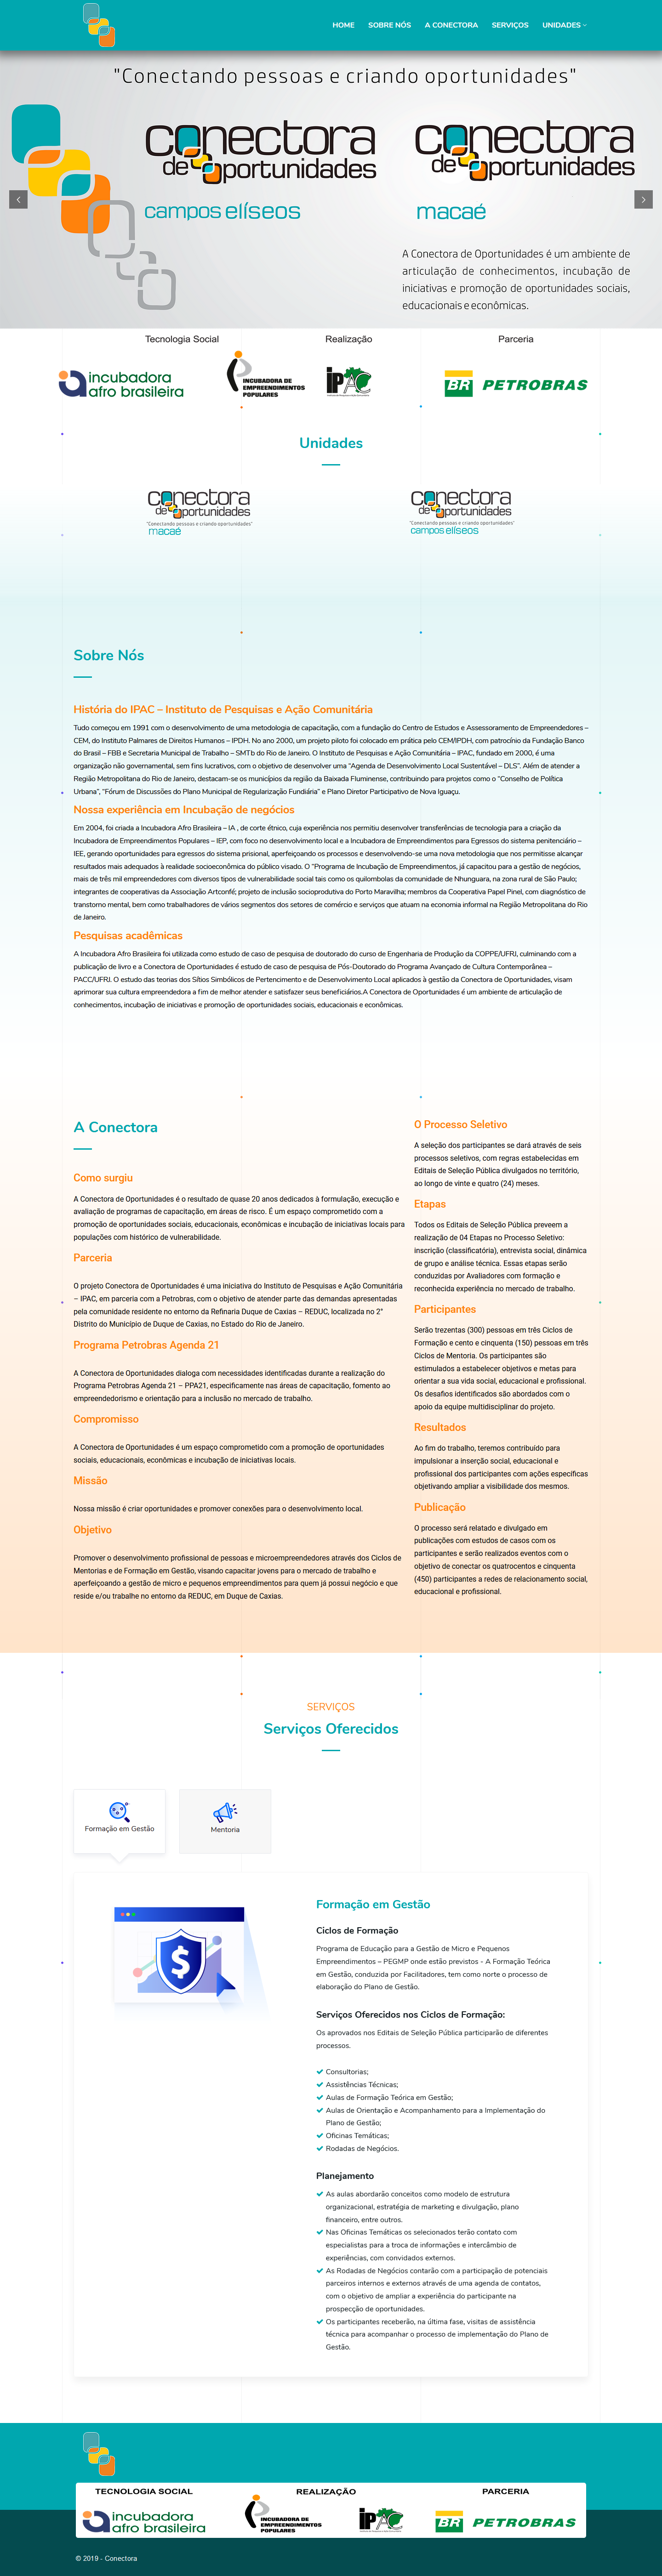 HOME SOBRE NÓS A CONECTORA SERVIÇOS UNIDADES
"Conectando pessoas e criando oportunidades"
conectora
de oportunidades
campos elíseos
conectora
de oportunidades
macaé
A Conectora de Oportunidades é um ambiente de
articulação de conhecimentos, incubação de
iniciativas e promoção de oportunidades sociais,
educacionais e econômicas.
Tecnologia Social Realização Parceria
incubadora
afro brasileira
INCUBADORA DE
EMPREENDIMENTOS
POPULARES
IPAC
BR PETROBRAS
Unidades
conectora
de oportunidades
"Conectando pessoas e criando oportunidades"
macaé
conectora
de oportunidades
"Conectando pessoas e criando oportunidades"
campos elíseos
Sobre Nós
História do IPAC – Instituto de Pesquisas e Ação Comunitária
Tudo começou em 1991 com o desenvolvimento de uma metodologia de capacitação, com a fundação do Centro de Estudos e Assessoramento de Empreendedores –
CEM, do Instituto Palmares de Direitos Humanos – IPDH. No ano 2000, um projeto piloto foi colocado em prática pelo CEM/IPDH, com patrocínio da Fundação Banco
do Brasil – FBB e Secretaria Municipal de Trabalho – SMTb do Rio de Janeiro. O Instituto de Pesquisas e Ação Comunitária – IPAC, fundado em 2000, é uma
organização não governamental, sem fins lucrativos, com o objetivo de desenvolver uma "Agenda de Desenvolvimento Local Sustentável – DLS". Além de atender a
Região Metropolitana do Rio de Janeiro, destacam-se os municípios da região da Baixada Fluminense, contribuindo para projetos como o "Conselho de Política
Urbana", "Fórum de Discussões do Plano Municipal de Regularização Fundiária" e Plano Diretor Participativo de Nova Iguaçu.
Nossa experiência em Incubação de negócios
Em 2004, foi criada a Incubadora Afro Brasileira – IA , de corte étnico, cuja experiência nos permitiu desenvolver transferências de tecnologia para a criação da
Incubadora de Empreendimentos Populares – IEP, com foco no desenvolvimento local e a Incubadora de Empreendimentos para Egressos do sistema penitenciário –
IEE, gerando oportunidades para egressos do sistema prisional, aperfeiçoando os processos e desenvolvendo-se uma nova metodologia que nos permitisse alcançar
resultados mais adequados à realidade socioeconômica do público visado. O "Programa de Incubação de Empreendimentos, já capacitou para a gestão de negócios,
mais de três mil empreendedores com diversos tipos de vulnerabilidade social tais como os quilombolas da comunidade de Nhunguara, na zona rural de São Paulo;
integrantes de cooperativas da Associação Artconfé; projeto de inclusão socioprodutiva do Porto Maravilha; membros da Cooperativa Papel Pinel, com diagnóstico de
transtorno mental, bem como trabalhadores de vários segmentos dos setores de comércio e serviços que atuam na economia informal na Região Metropolitana do Rio
de Janeiro.
Pesquisas acadêmicas
A Incubadora Afro Brasileira foi utilizada como estudo de caso de pesquisa de doutorado do curso de Engenharia de Produção da COPPE/UFRJ, culminando com a
publicação de livro e a Conectora de Oportunidades é estudo de caso de pesquisa de Pós-Doutorado do Programa Avançado de Cultura Contemporânea –
PACC/UFRJ. O estudo das teorias dos Sítios Simbólicos de Pertencimento e de Desenvolvimento Local aplicados à gestão da Conectora de Oportunidades, visam
aprimorar sua cultura empreendedora a fim de melhor atender e satisfazer seus beneficiários.A Conectora de Oportunidades é um ambiente de articulação de
conhecimentos, incubação de iniciativas e promoção de oportunidades sociais, educacionais e econômicas.
A Conectora
Como surgiu
A Conectora de Oportunidades é o resultado de quase 20 anos dedicados à formulação, execução e
avaliação de programas de capacitação, em áreas de risco. É um espaço comprometido com a
promoção de oportunidades sociais, educacionais, econômicas e incubação de iniciativas locais para
populações com histórico de vulnerabilidade.
Parceria
O projeto Conectora de Oportunidades é uma iniciativa do Instituto de Pesquisas e Ação Comunitária
– IPAC, em parceria com a Petrobras, com o objetivo de atender parte das demandas apresentadas
pela comunidade residente no entorno da Refinaria Duque de Caxias – REDUC, localizada no 2°
Distrito do Município de Duque de Caxias, no Estado do Rio de Janeiro.
Programa Petrobras Agenda 21
A Conectora de Oportunidades dialoga com necessidades identificadas durante a realização do
Programa Petrobras Agenda 21 – PPA21, especificamente nas áreas de capacitação, fomento ao
empreendedorismo e orientação para a inclusão no mercado de trabalho.
Compromisso
A Conectora de Oportunidades é um espaço comprometido com a promoção de oportunidades
sociais, educacionais, econômicas e incubação de iniciativas locais.
Missão
Nossa missão é criar oportunidades e promover conexões para o desenvolvimento local.
Objetivo
Promover o desenvolvimento profissional de pessoas e microempreendedores através dos Ciclos de
Mentorias e de Formação em Gestão, visando capacitar jovens para o mercado de trabalho e
aperfeiçoando a gestão de micro e pequenos empreendimentos para quem já possui negócio e que
reside e/ou trabalhe no entorno da REDUC, em Duque de Caxias.
O Processo Seletivo
A seleção dos participantes se dará através de seis
processos seletivos, com regras estabelecidas em
Editais de Seleção Pública divulgados no território,
ao longo de vinte e quatro (24) meses.
Etapas
Todos os Editais de Seleção Pública preveem a
realização de 04 Etapas no Processo Seletivo:
inscrição (classificatória), entrevista social, dinâmica
de grupo e análise técnica. Essas etapas serão
conduzidas por Avaliadores com formação e
reconhecida experiência no mercado de trabalho.
Participantes
Serão trezentas (300) pessoas em três Ciclos de
Formação e cento e cinquenta (150) pessoas em três
Ciclos de Mentoria. Os participantes são
estimulados a estabelecer objetivos e metas para
orientar a sua vida social, educacional e profissional.
Os desafios identificados são abordados com o
apoio da equipe multidisciplinar do projeto.
Resultados
Ao fim do trabalho, teremos contribuído para
impulsionar a inserção social, educacional e
profissional dos participantes com ações específicas
objetivando ampliar a visibilidade dos mesmos.
Publicação
O processo será relatado e divulgado em
publicações com estudos de casos com os
participantes e serão realizados eventos com o
objetivo de conectar os quatrocentos e cinquenta
(450) participantes a redes de relacionamento social,
educacional e profissional.
SERVIÇOS
Serviços Oferecidos
Formação em Gestão
Mentoria
Formação em Gestão
Ciclos de Formação
Programa de Educação para a Gestão de Micro e Pequenos
Empreendimentos – PEGMP onde estão previstos - A Formação Teórica
em Gestão, conduzida por Facilitadores, tem como norte o processo de
elaboração do Plano de Gestão.
Serviços Oferecidos nos Ciclos de Formação:
Os aprovados nos Editais de Seleção Pública participarão de diferentes
processos.
Consultorias;
Assistências Técnicas;
Aulas de Formação Teórica em Gestão;
Aulas de Orientação e Acompanhamento para a Implementação do
Plano de Gestão;
Oficinas Temáticas;
Rodadas de Negócios.
Planejamento
As aulas abordarão conceitos como modelo de estrutura
organizacional, estratégia de marketing e divulgação, plano
financeiro, entre outros.
Nas Oficinas Temáticas os selecionados terão contato com
especialistas para a troca de informações e intercâmbio de
experiências, com convidados externos.
As Rodadas de Negócios contarão com a participação de potenciais
parceiros internos e externos através de uma agenda de contatos,
com o objetivo de ampliar a experiência do participante na
prospecção de oportunidades.
Os participantes receberão, na última fase, visitas de assistência
técnica para acompanhar o processo de implementação do Plano de
Gestão.
TECNOLOGIA SOCIAL REALIZAÇÃO PARCERIA
incubadora
afro brasileira
INCUBADORA DE
EMPREENDIMENTOS
POPULARES
IPAC
BR PETROBRAS
© 2019 - Conectora